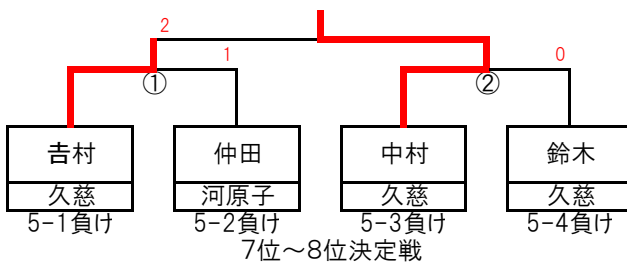 2
1
0
① ②
𠮷村 仲田 中村 鈴木
久慈 河原子 久慈 久慈
5-1負け 5-2負け 5-3負け 5-4負け
7位～8位決定戦